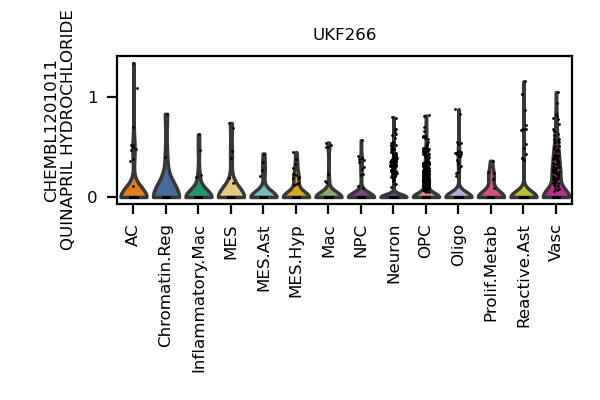 UKF266
CHEMBL1201011
QUINAPRIL HYDROCHLORIDE
1
0
AC
Chromatin.Reg
Inflammatory.Mac
MES
MES.Ast
MES.Hyp
Mac
NPC
Neuron
OPC
Oligo
Prolif.Metab
Reactive.Ast
Vasc